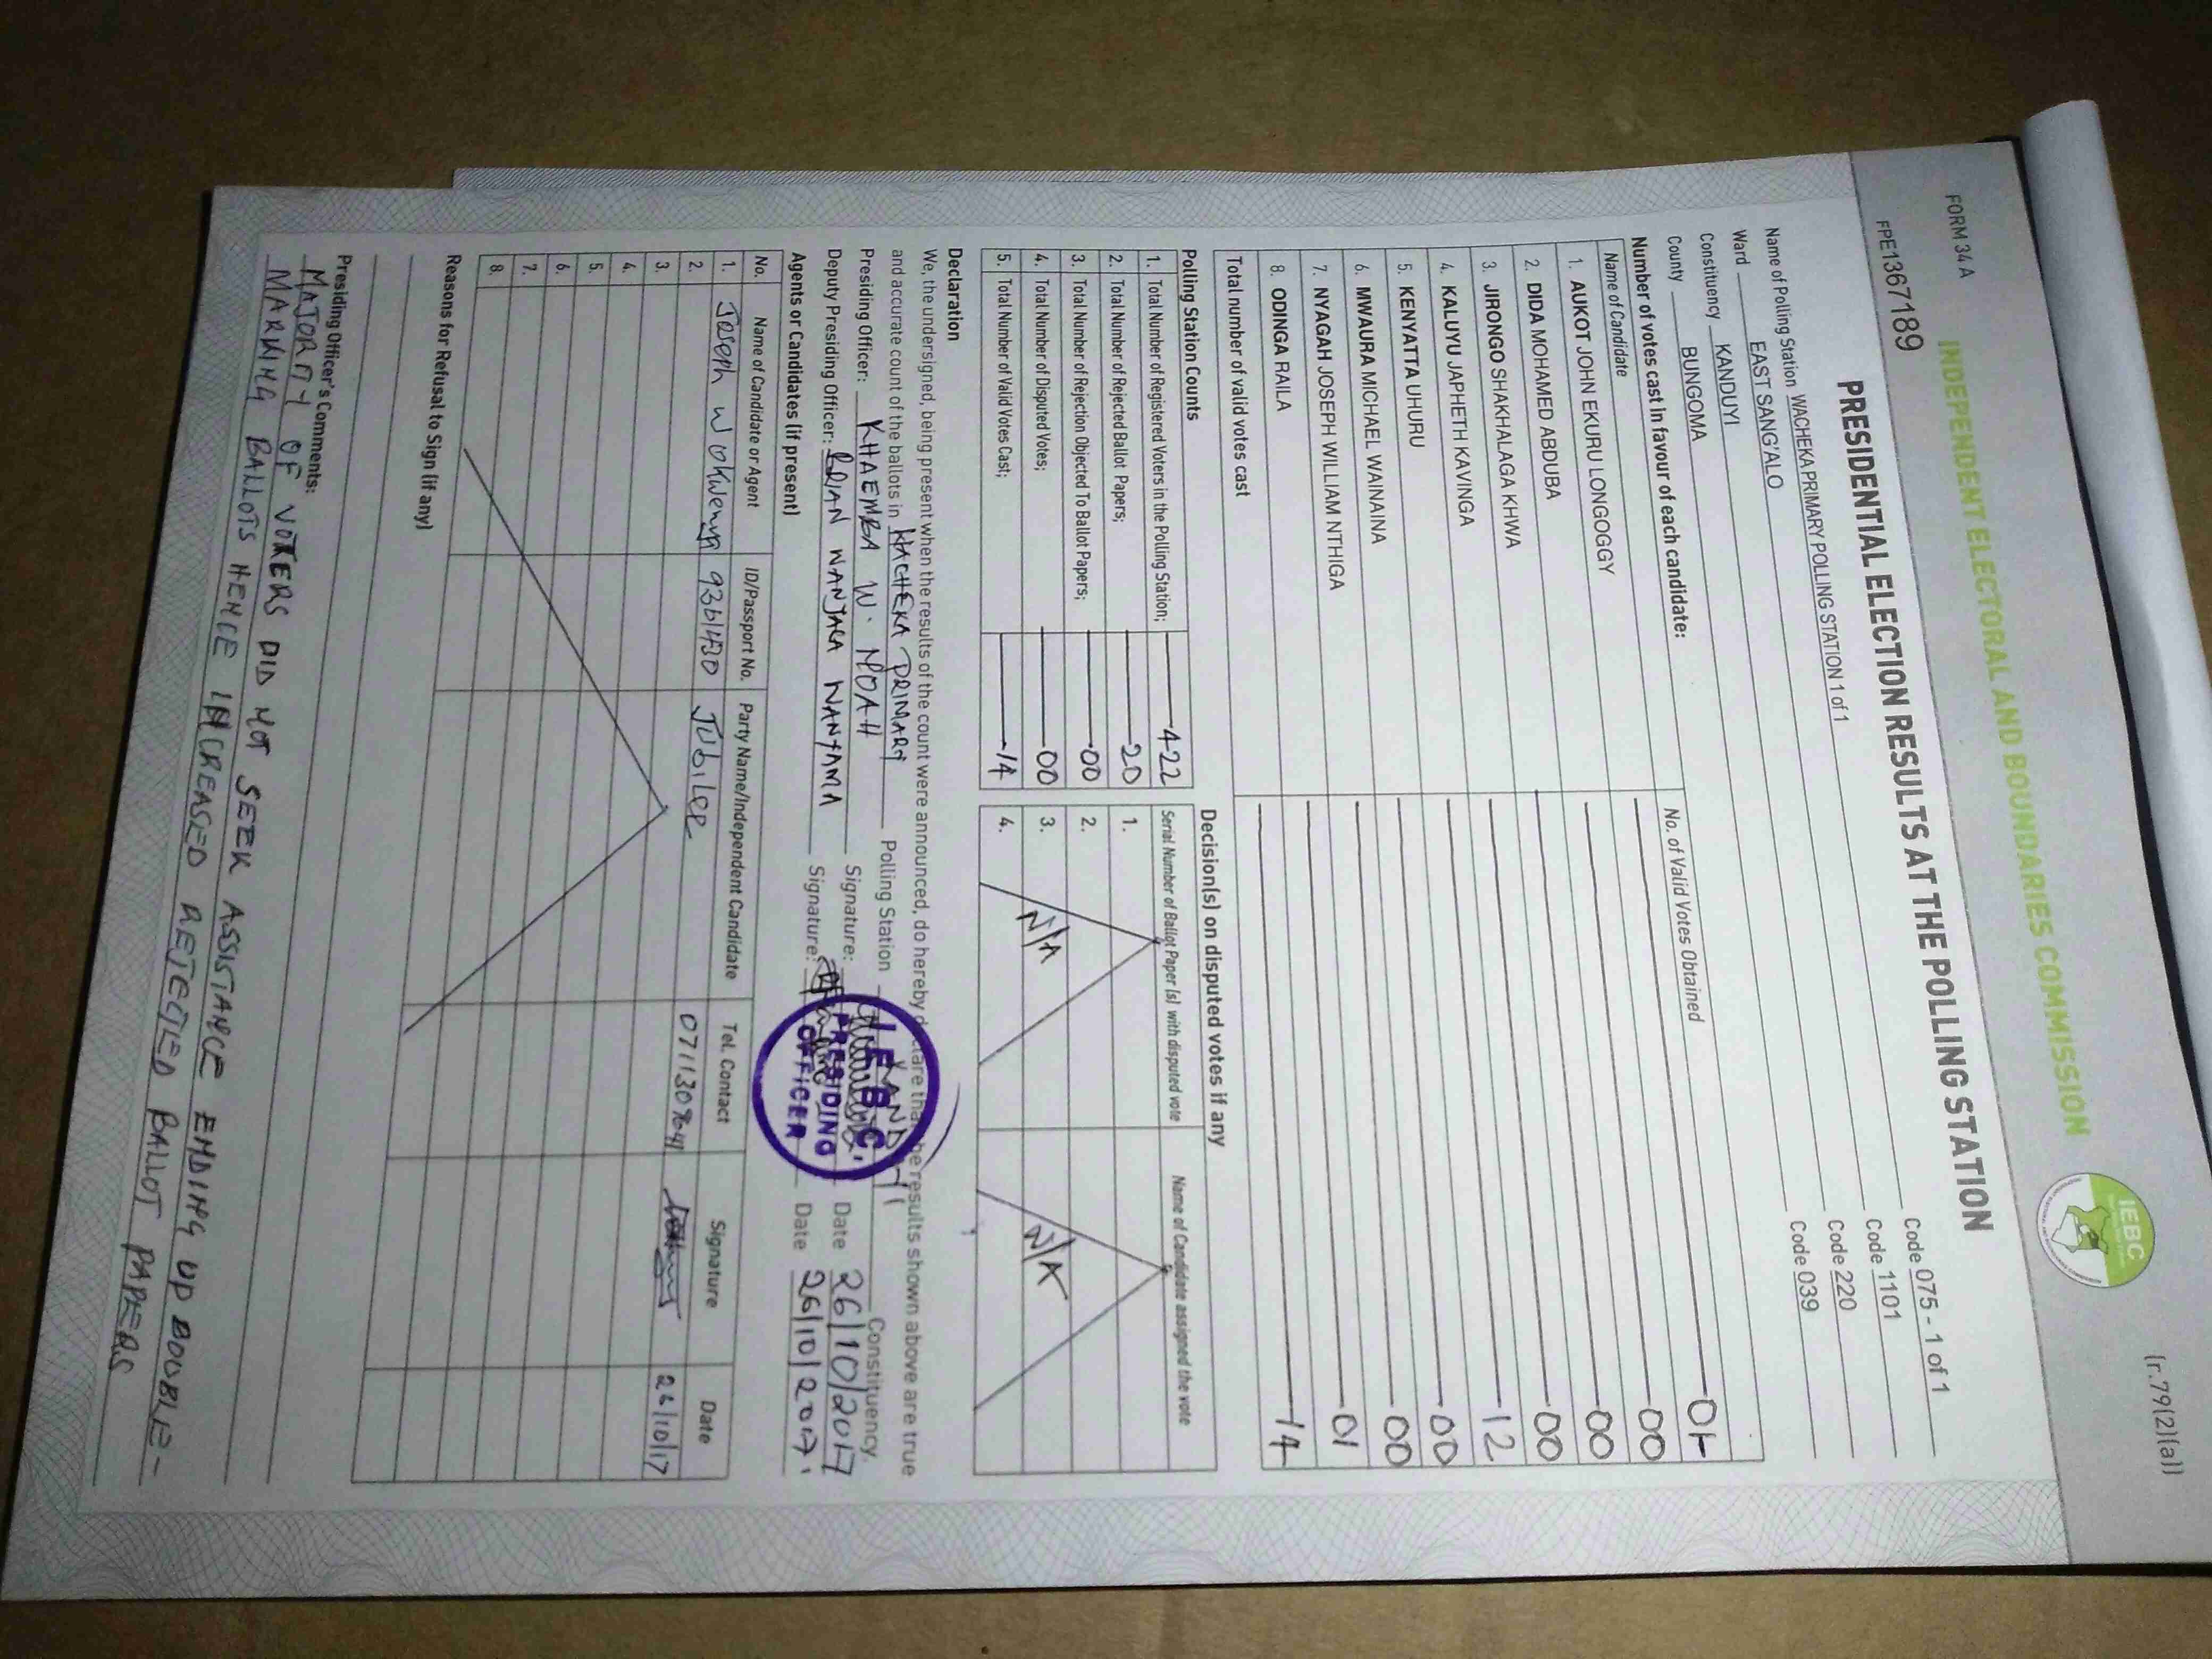 (r.79(2)(a))
FORM 34 A
INDEPENDENT ELECTORAL AND BOUNDARIES COMMISSION
IEBC
FPE1367189
PRESIDENTIAL ELECTION RESULTS AT THE POLLING STATION
Name of Polling Station WACHEKA PRIMARY POLLING STATION 1 of 1 Code 075 - 1 of 1
Ward EAST SANG'ALO Code 1101
Constituency KANDUYI Code 220
County BUNGOMA Code 039
Number of votes cast in favour of each candidate:
Name of Candidate No. of Valid Votes Obtained
1. AUKOT JOHN EKURU LONGOGGY 01
2. DIDA MOHAMED ABDUBA 00
3. JIRONGO SHAKHALAGA KHWA 00
4. KALUYU JAPHETH KAVINGA 00
5. KENYATTA UHURU 12
6. MWAURA MICHAEL WAINAINA 00
7. NYAGAH JOSEPH WILLIAM NTHIGA 00
8. ODINGA RAILA 01
Total number of valid votes cast 14
Polling Station Counts
1. Total Number of Registered Voters in the Polling Station; 422
2. Total Number of Rejected Ballot Papers; 20
3. Total Number of Rejection Objected To Ballot Papers; 00
4. Total Number of Disputed Votes; 00
5. Total Number of Valid Votes Cast; 14
Decision(s) on disputed votes if any
Serial Number of Ballot Paper (s) with disputed vote Name of Candidate assigned the vote
1.
2.
3. N/A N/A
4.
Declaration
We, the undersigned, being present when the results of the count were announced, do hereby declare that the results shown above are true
and accurate count of the ballots in WACHEKA PRIMARY Polling Station KANDUYI Constituency.
Presiding Officer: KHAEMBA W. NOAH Signature: Date 26/10/2017
Deputy Presiding Officer: WANJALA WANYAMA Signature: Date 26/10/2017.
IEBC
PRESIDING
OFFICER
Agents or Candidates (if present)
No. Name of Candidate or Agent ID/Passport No. Party Name/Independent Candidate Tel. Contact Signature Date
1. Joseph Jubilee 26/10/17
2.
3.
4.
5.
6.
7.
8.
Reasons for Refusal to Sign (if any)
Presiding Officer's Comments:
MAJORITY OF VOTERS DID NOT SEEK ASSISTANCE ENDING UP DOUBLE-
MARKING BALLOTS HENCE INCREASED REJECTED BALLOT PAPERS